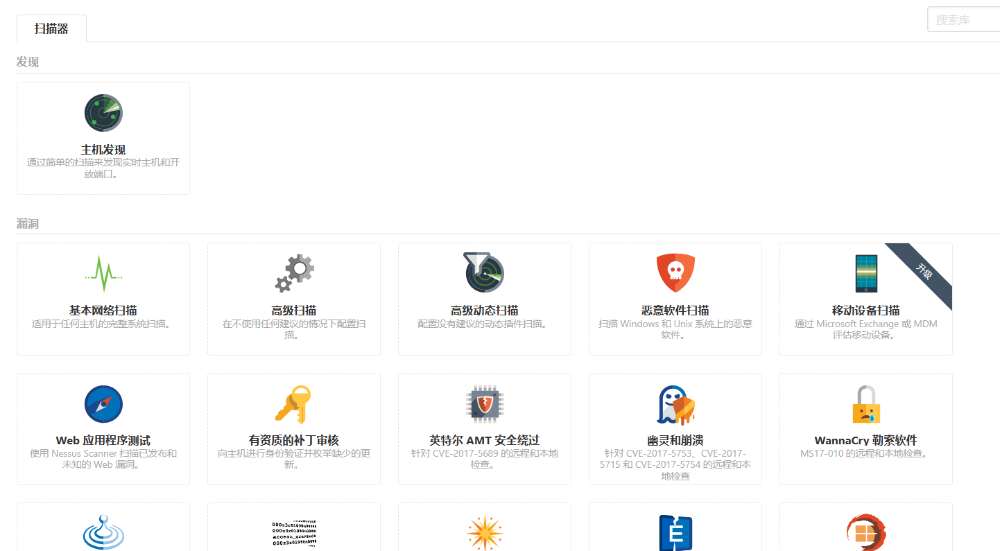 扫描器
搜索库
发现
主机发现
通过简单的扫描来发现实时主机和开
放端口。
漏洞
基本网络扫描
适用于任何主机的完整系统扫描。
高级扫描
在不使用任何建议的情况下配置扫
描。
高级动态扫描
配置没有建议的动态插件扫描。
恶意软件扫描
扫描 Windows 和 Unix 系统上的恶意
软件。
升级
移动设备扫描
通过 Microsoft Exchange 或 MDM
评估移动设备。
Web 应用程序测试
使用 Nessus Scanner 扫描已发布和
未知的 Web 漏洞。
有资质的补丁审核
向主机进行身份验证并枚举缺少的更
新。
英特尔 AMT 安全绕过
针对 CVE-2017-5689 的远程和本地
检查。
幽灵和崩溃
针对 CVE-2017-5753、CVE-2017-
5715 和 CVE-2017-5754 的远程和本
地检查
WannaCry 勒索软件
MS17-010 的远程和本地检查。
E